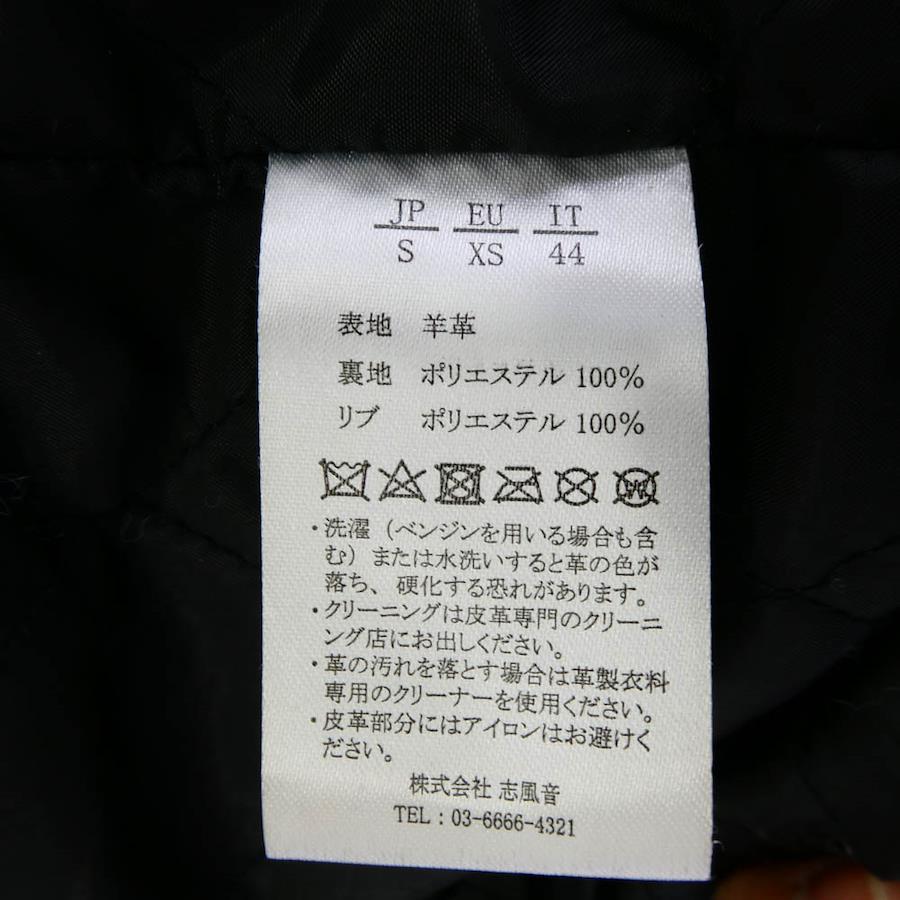 JP EU IT
S XS 44
表地 羊革
裏地 ポリエステル 100%
リブ ポリエステル 100%
・洗濯（ベンジンを用いる場合も含
む）または水洗いすると革の色が
落ち、硬化する恐れがあります。
・クリーニングは皮革専門のクリーニ
ング店にお出しください。
・革の汚れを落とす場合は革製衣料
専用のクリーナーを使用ください。
・皮革部分にはアイロンはお避けく
ださい。
株式会社 志風音
TEL : 03-6666-4321